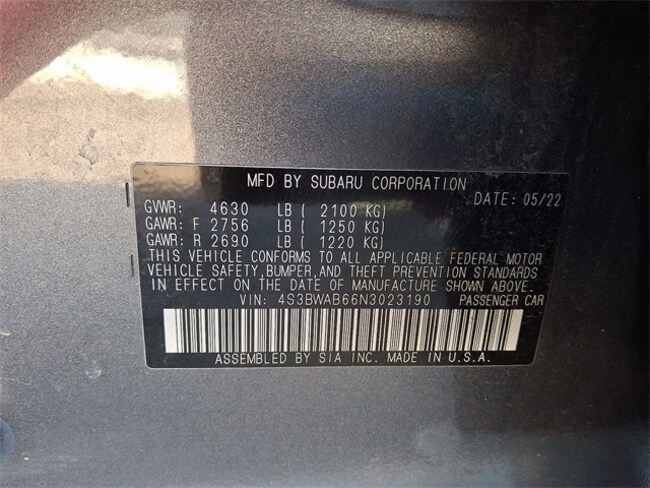 MFD BY SUBARU CORPORATION
DATE: 05/22
GVWR: 4630 LB ( 2100 KG)
GAWR: F 2756 LB ( 1250 KG)
GAWR: R 2690 LB ( 1220 KG)
THIS VEHICLE CONFORMS TO ALL APPLICABLE FEDERAL MOTOR
VEHICLE SAFETY,BUMPER,AND THEFT PREVENTION STANDARDS
IN EFFECT ON THE DATE OF MANUFACTURE SHOWN ABOVE.
VIN: 4S3BWAB66N3023190 PASSENGER CAR
ASSEMBLED BY SIA INC. MADE IN U.S.A.